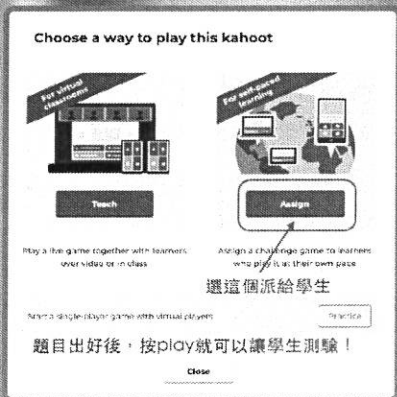 Choose a way to play this kahoot
For virtual
classrooms
For self-paced
learning
Teach
Assign
Play a live game together with learners
over video or in class
Assign a challenge game to learners
who play it at their own pace
選這個派給學生
Start a single-player game with virtual players
Practice
題目出好後，按play就可以讓學生測驗！
Close